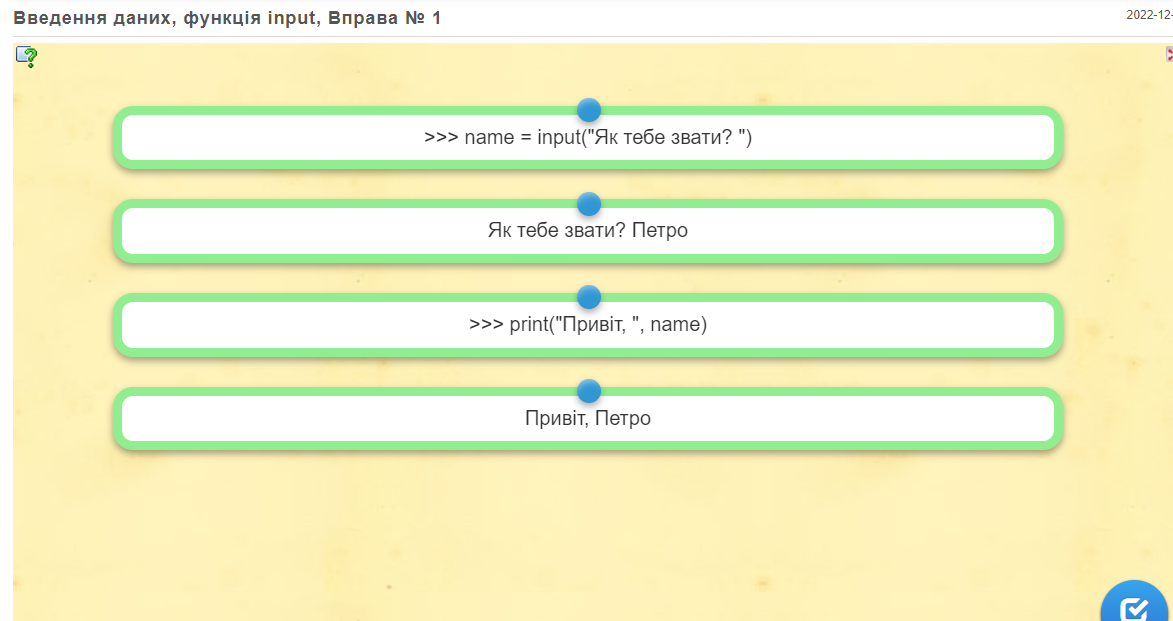 Введення даних, функція input, Вправа № 1
2022-12-
>>> name = input("Як тебе звати? ")
Як тебе звати? Петро
>>> print("Привіт, ", name)
Привіт, Петро